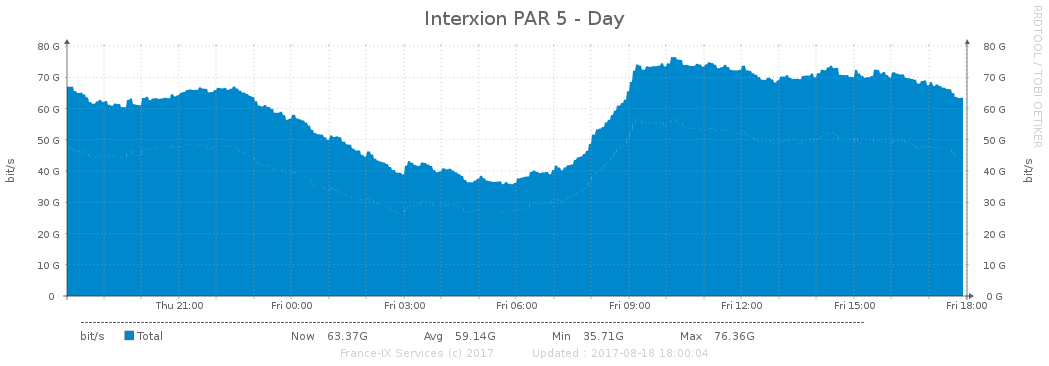 Interxion PAR 5 - Day
RRDTOOL / TOBI OETIKER
80 G 80 G
70 G 70 G
60 G 60 G
50 G 50 G
40 G 40 G
30 G 30 G
20 G 20 G
10 G 10 G
0 0 G
bit/s bit/s
Thu 21:00 Fri 00:00 Fri 03:00 Fri 06:00 Fri 09:00 Fri 12:00 Fri 15:00 Fri 18:00
bit/s Total Now 63.37G Avg 59.14G Min 35.71G Max 76.36G
France-IX Services (c) 2017 Updated : 2017-08-18 18:00:04